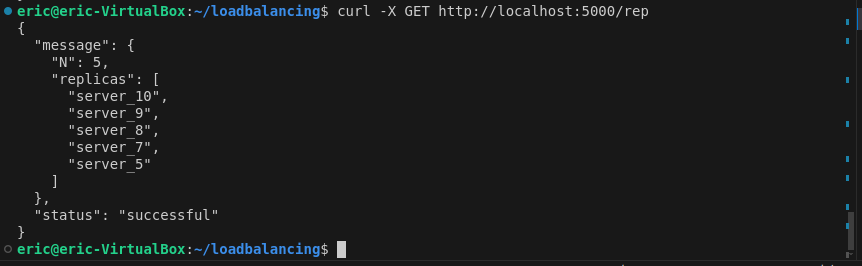 eric@eric-VirtualBox:~/loadbalancing$ curl -X GET http://localhost:5000/rep
{
  "message": {
    "N": 5,
    "replicas": [
      "server_10",
      "server_9",
      "server_8",
      "server_7",
      "server_5"
    ]
  },
  "status": "successful"
}
eric@eric-VirtualBox:~/loadbalancing$